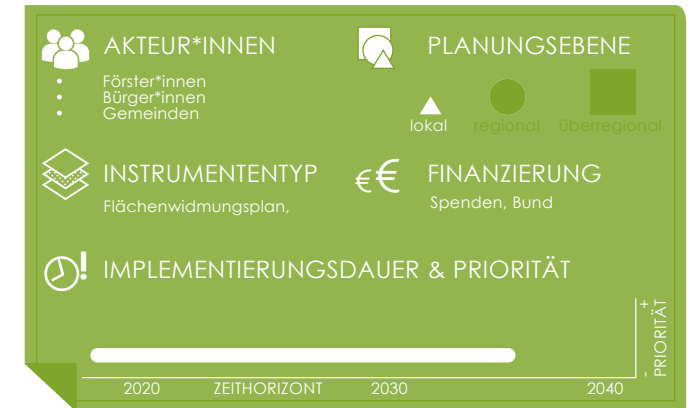 AKTEUR*INNEN
• Förster*innen
• Bürger*innen
• Gemeinden
PLANUNGSEBENE
lokal regional überregional
INSTRUMENTENTYP
Flächenwidmungsplan,
€€ FINANZIERUNG
Spenden, Bund
! IMPLEMENTIERUNGSDAUER & PRIORITÄT
- PRIORITÄT +
2020 ZEITHORIZONT 2030 2040